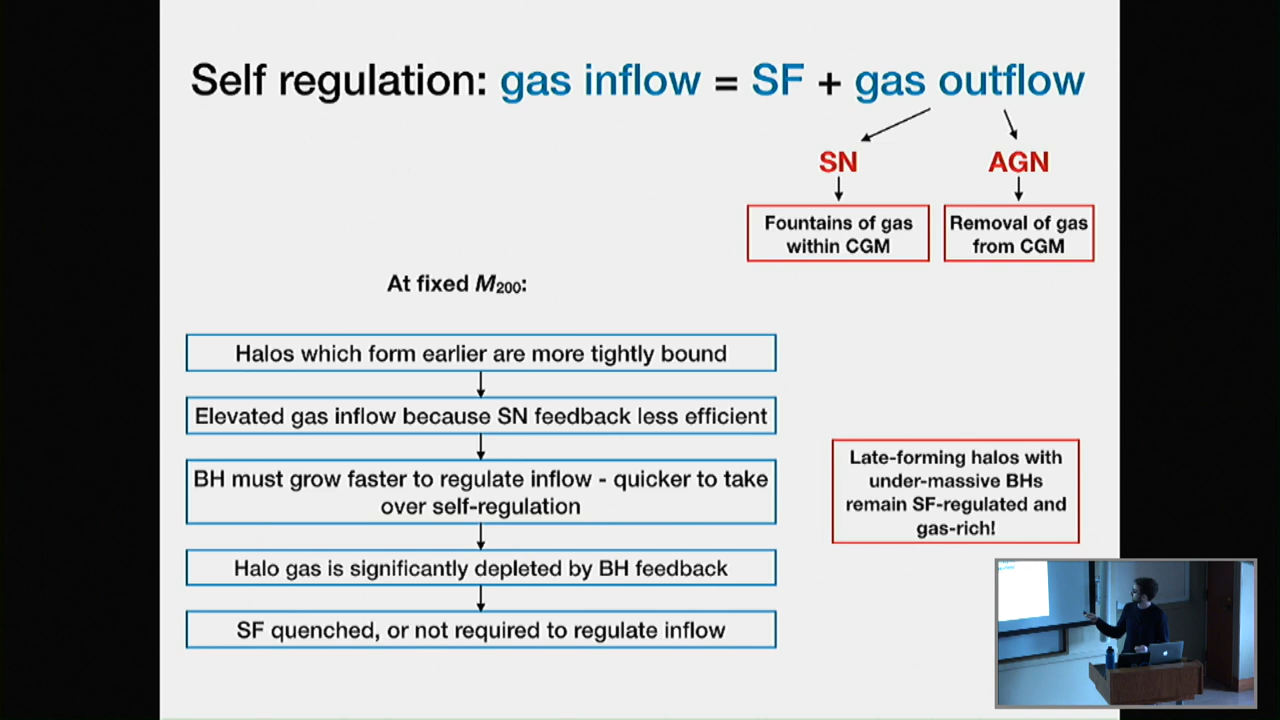 Self regulation: gas inflow = SF + gas outflow
SN
AGN
Fountains of gas
within CGM
Removal of gas
from CGM
At fixed M200:
Halos which form earlier are more tightly bound
Elevated gas inflow because SN feedback less efficient
BH must grow faster to regulate inflow - quicker to take
over self-regulation
Halo gas is significantly depleted by BH feedback
SF quenched, or not required to regulate inflow
Late-forming halos with
under-massive BHs
remain SF-regulated and
gas-rich!